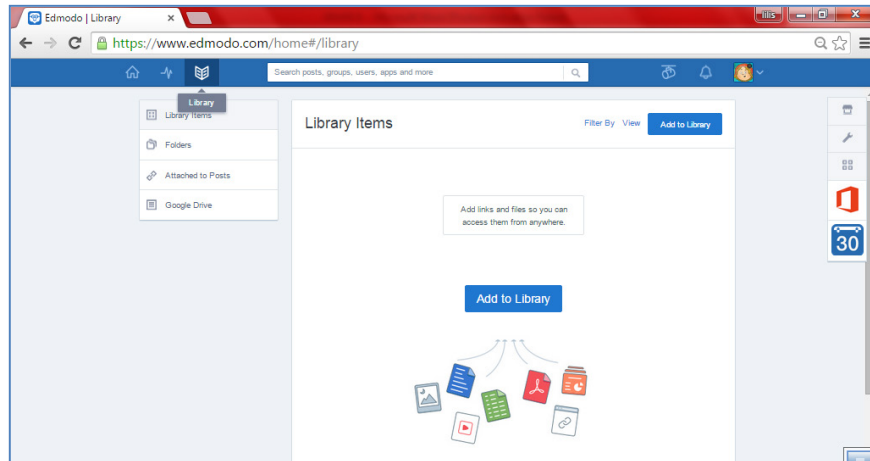 Edmodo | Library
lilis
https://www.edmodo.com/home#/library
Search posts, groups, users, apps and more
Library
Library Items
Folders
Attached to Posts
Google Drive
Library Items
Filter By View Add to Library
Add links and files so you can
access them from anywhere.
Add to Library
30